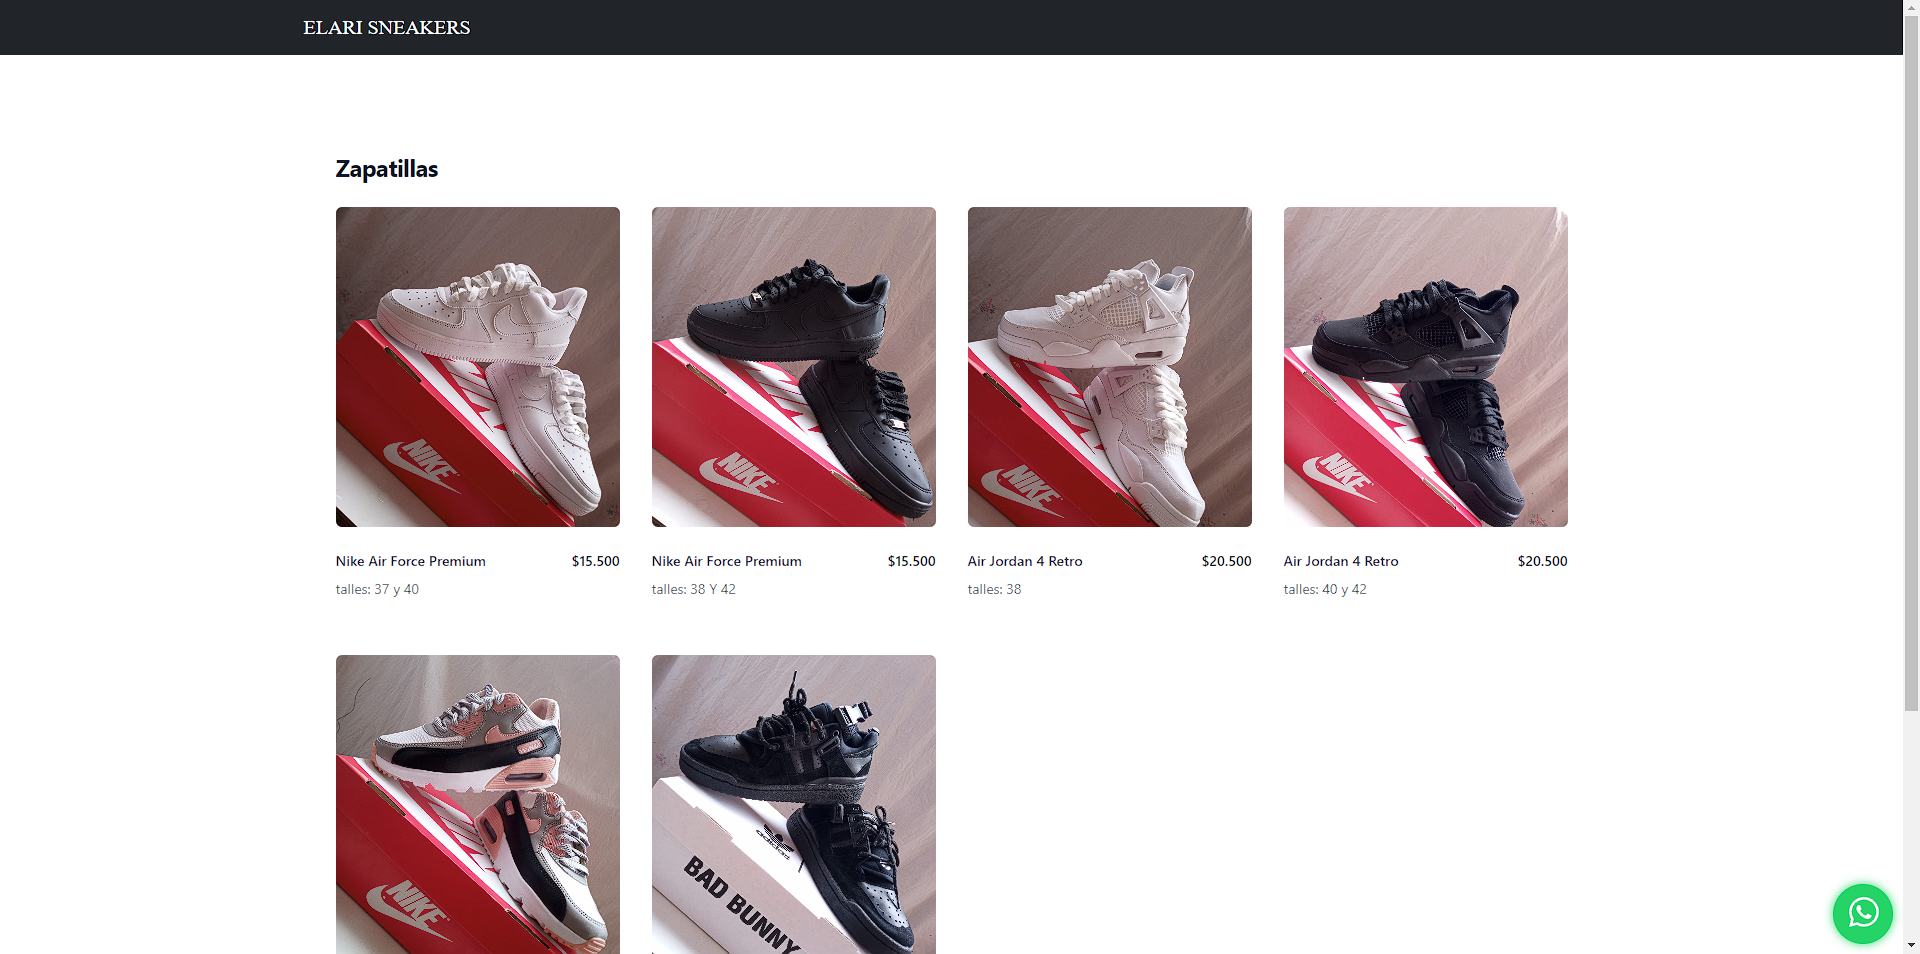 ELARI SNEAKERS
Zapatillas
NIKE
NIKE
NIKE
NIKE
Nike Air Force Premium $15.500
talles: 37 y 40
Nike Air Force Premium $15.500
talles: 38 Y 42
Air Jordan 4 Retro $20.500
talles: 38
Air Jordan 4 Retro $20.500
talles: 40 y 42
NIKE
adidas
BAD BUNNY